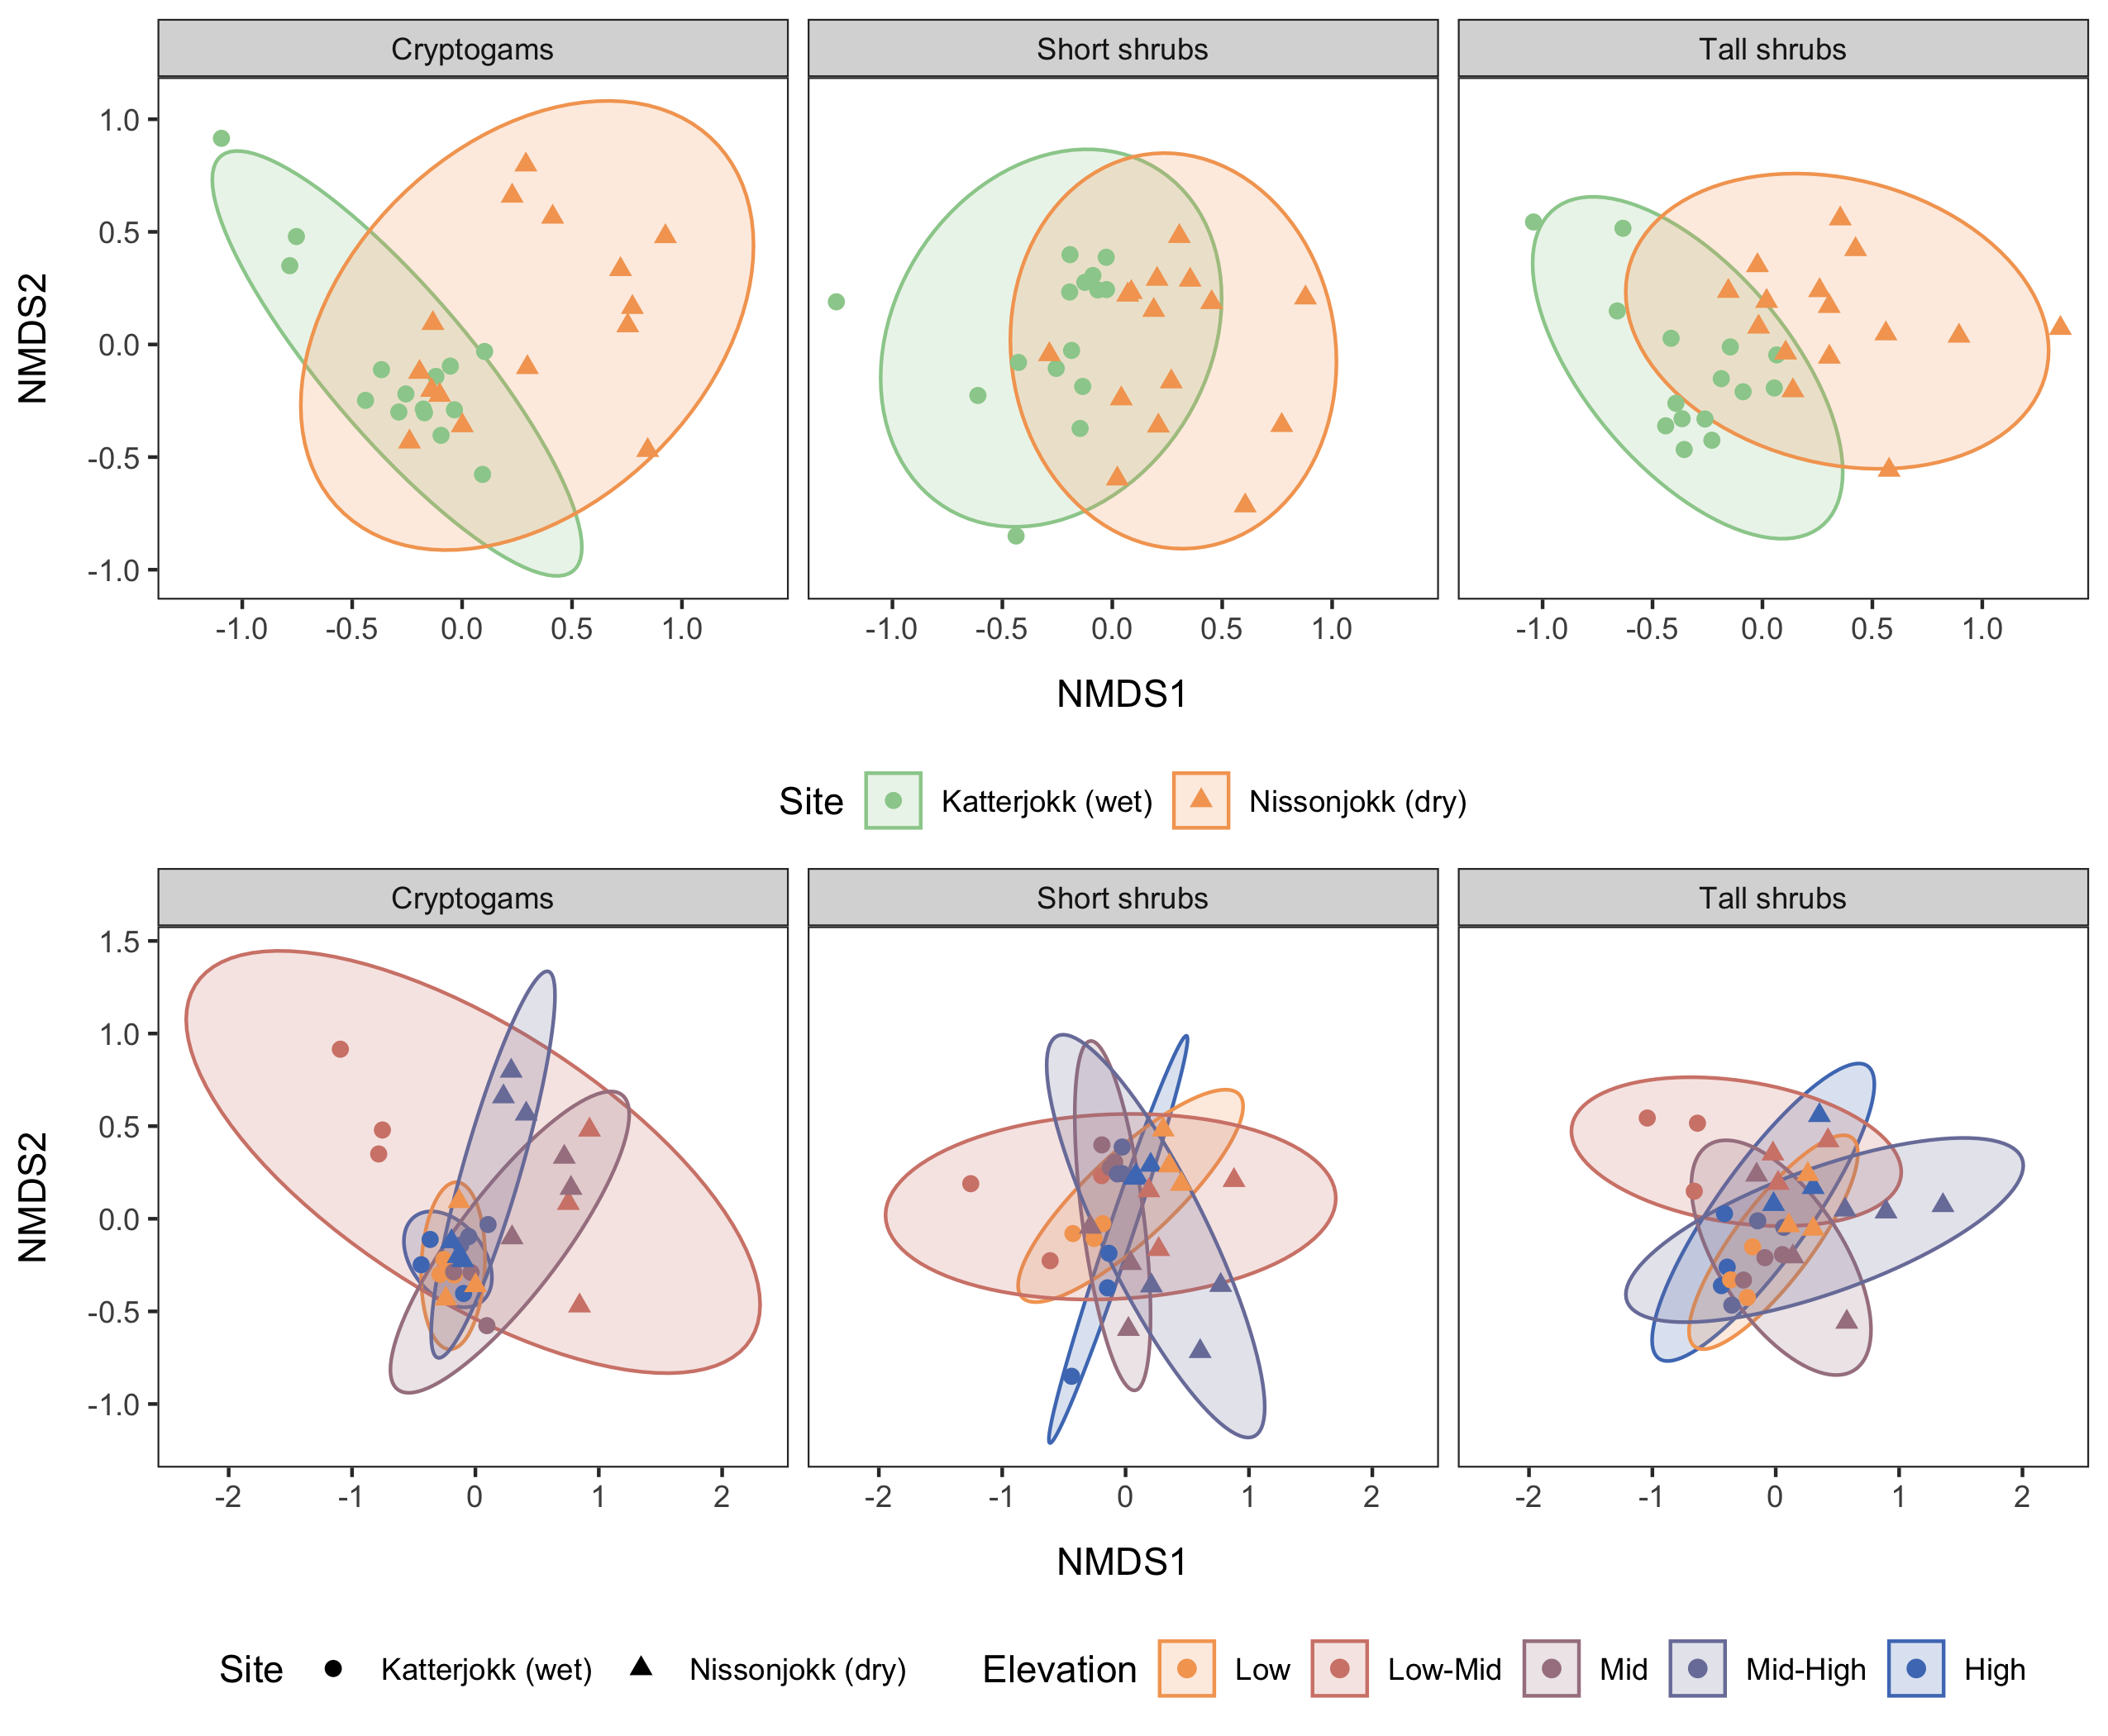 Cryptogams Short shrubs Tall shrubs
1.0
0.5
0.0
-0.5
-1.0
NMDS2
-1.0 -0.5 0.0 0.5 1.0 -1.0 -0.5 0.0 0.5 1.0 -1.0 -0.5 0.0 0.5 1.0
NMDS1
Site Katterjokk (wet) Nissonjokk (dry)
Cryptogams Short shrubs Tall shrubs
1.5
1.0
0.5
0.0
-0.5
-1.0
NMDS2
-2 -1 0 1 2 -2 -1 0 1 2 -2 -1 0 1 2
NMDS1
Site Katterjokk (wet) Nissonjokk (dry) Elevation Low Low-Mid Mid Mid-High High